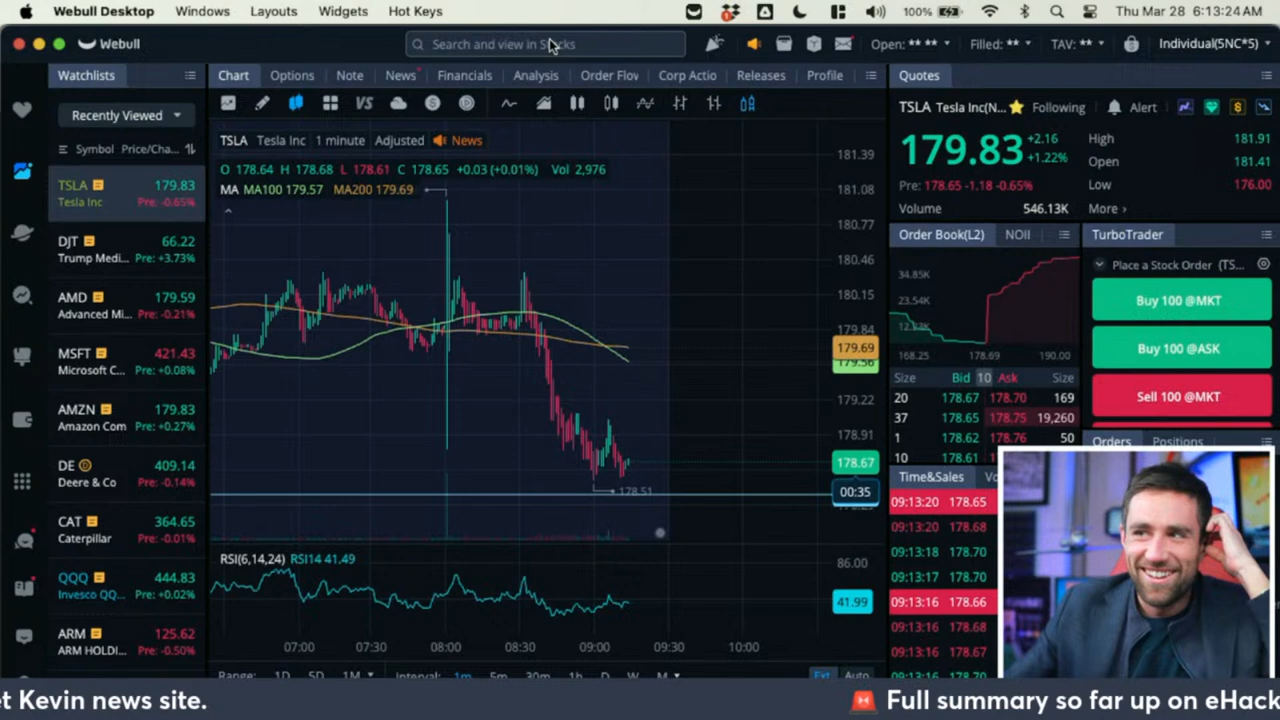 Webull Desktop Windows Layouts Widgets Hot Keys 100% Thu Mar 28 6:13:24 AM
Webull Search and view in Stocks Open: ** ** Filled: ** TAV: ** Individual(5NC*5)
Watchlists
Recently Viewed
Symbol Price/Cha...
TSLA 179.83
Tesla Inc Pre: -0.65%
DJT 66.22
Trump Medi... Pre: +3.73%
AMD 179.59
Advanced Mi... Pre: -0.21%
MSFT 421.43
Microsoft C... Pre: +0.08%
AMZN 179.83
Amazon Com Pre: +0.27%
DE 409.14
Deere & Co Pre: -0.14%
CAT 364.65
Caterpillar Pre: -0.01%
QQQ 444.83
Invesco QQ... Pre: +0.02%
ARM 125.62
ARM HOLDI... Pre: -0.50%
Chart Options Note News Financials Analysis Order Flov Corp Actio Releases Profile
VS
TSLA Tesla Inc 1 minute Adjusted News
O 178.64 H 178.68 L 178.61 C 178.65 +0.03 (+0.01%) Vol 2,976
MA MA100 179.57 MA200 179.69
181.39
181.08
180.77
180.46
180.15
179.84
179.69
179.22
178.91
178.67
00:35
178.51
RSI(6,14,24) RSI14 41.49
86.00
41.99
07:00 07:30 08:00 08:30 09:00 09:30 10:00
Range: 1D 5D 1M Interval: 1m 5m 30m 1h D W M Ext Auto
Quotes
TSLA Tesla Inc(N... Following Alert
179.83 +2.16 +1.22%
Pre: 178.65 -1.18 -0.65%
High 181.91
Open 181.41
Low 176.00
Volume 546.13K More
Order Book(L2) NOII
34.85K
23.54K
168.25 178.69 190.00
Size Bid 10 Ask Size
20 178.67 178.70 169
37 178.65 178.75 19,260
1 178.62 178.76 50
10 178.61
Time&Sales
09:13:20 178.65
09:13:20 178.68
09:13:18 178.70
09:13:17 178.70
09:13:16 178.66
09:13:16 178.68
09:13:16 178.67
TurboTrader
Place a Stock Order (TS...
Buy 100 @MKT
Buy 100 @ASK
Sell 100 @MKT
Orders Positions
et Kevin news site. Full summary so far up on eHack